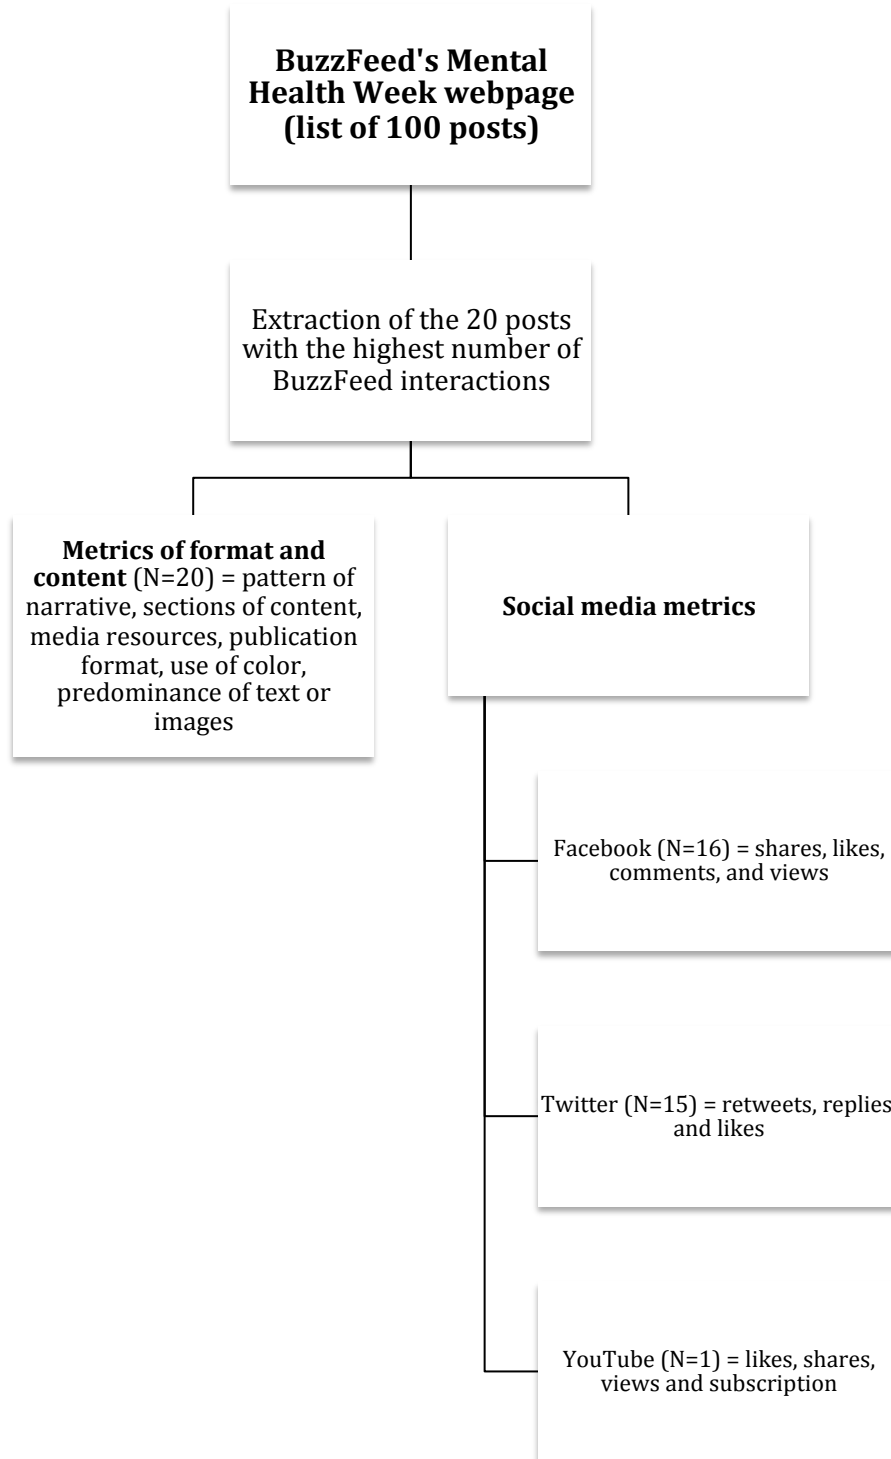 BuzzFeed's Mental
Health Week webpage
(list of 100 posts)
Extraction of the 20 posts
with the highest number of
BuzzFeed interactions
Metrics of format and
content (N=20) = pattern of
narrative, sections of content,
media resources, publication
format, use of color,
predominance of text or
images
Social media metrics
Facebook (N=16) = shares, likes,
comments, and views
Twitter (N=15) = retweets, replies
and likes
YouTube (N=1) = likes, shares,
views and subscription